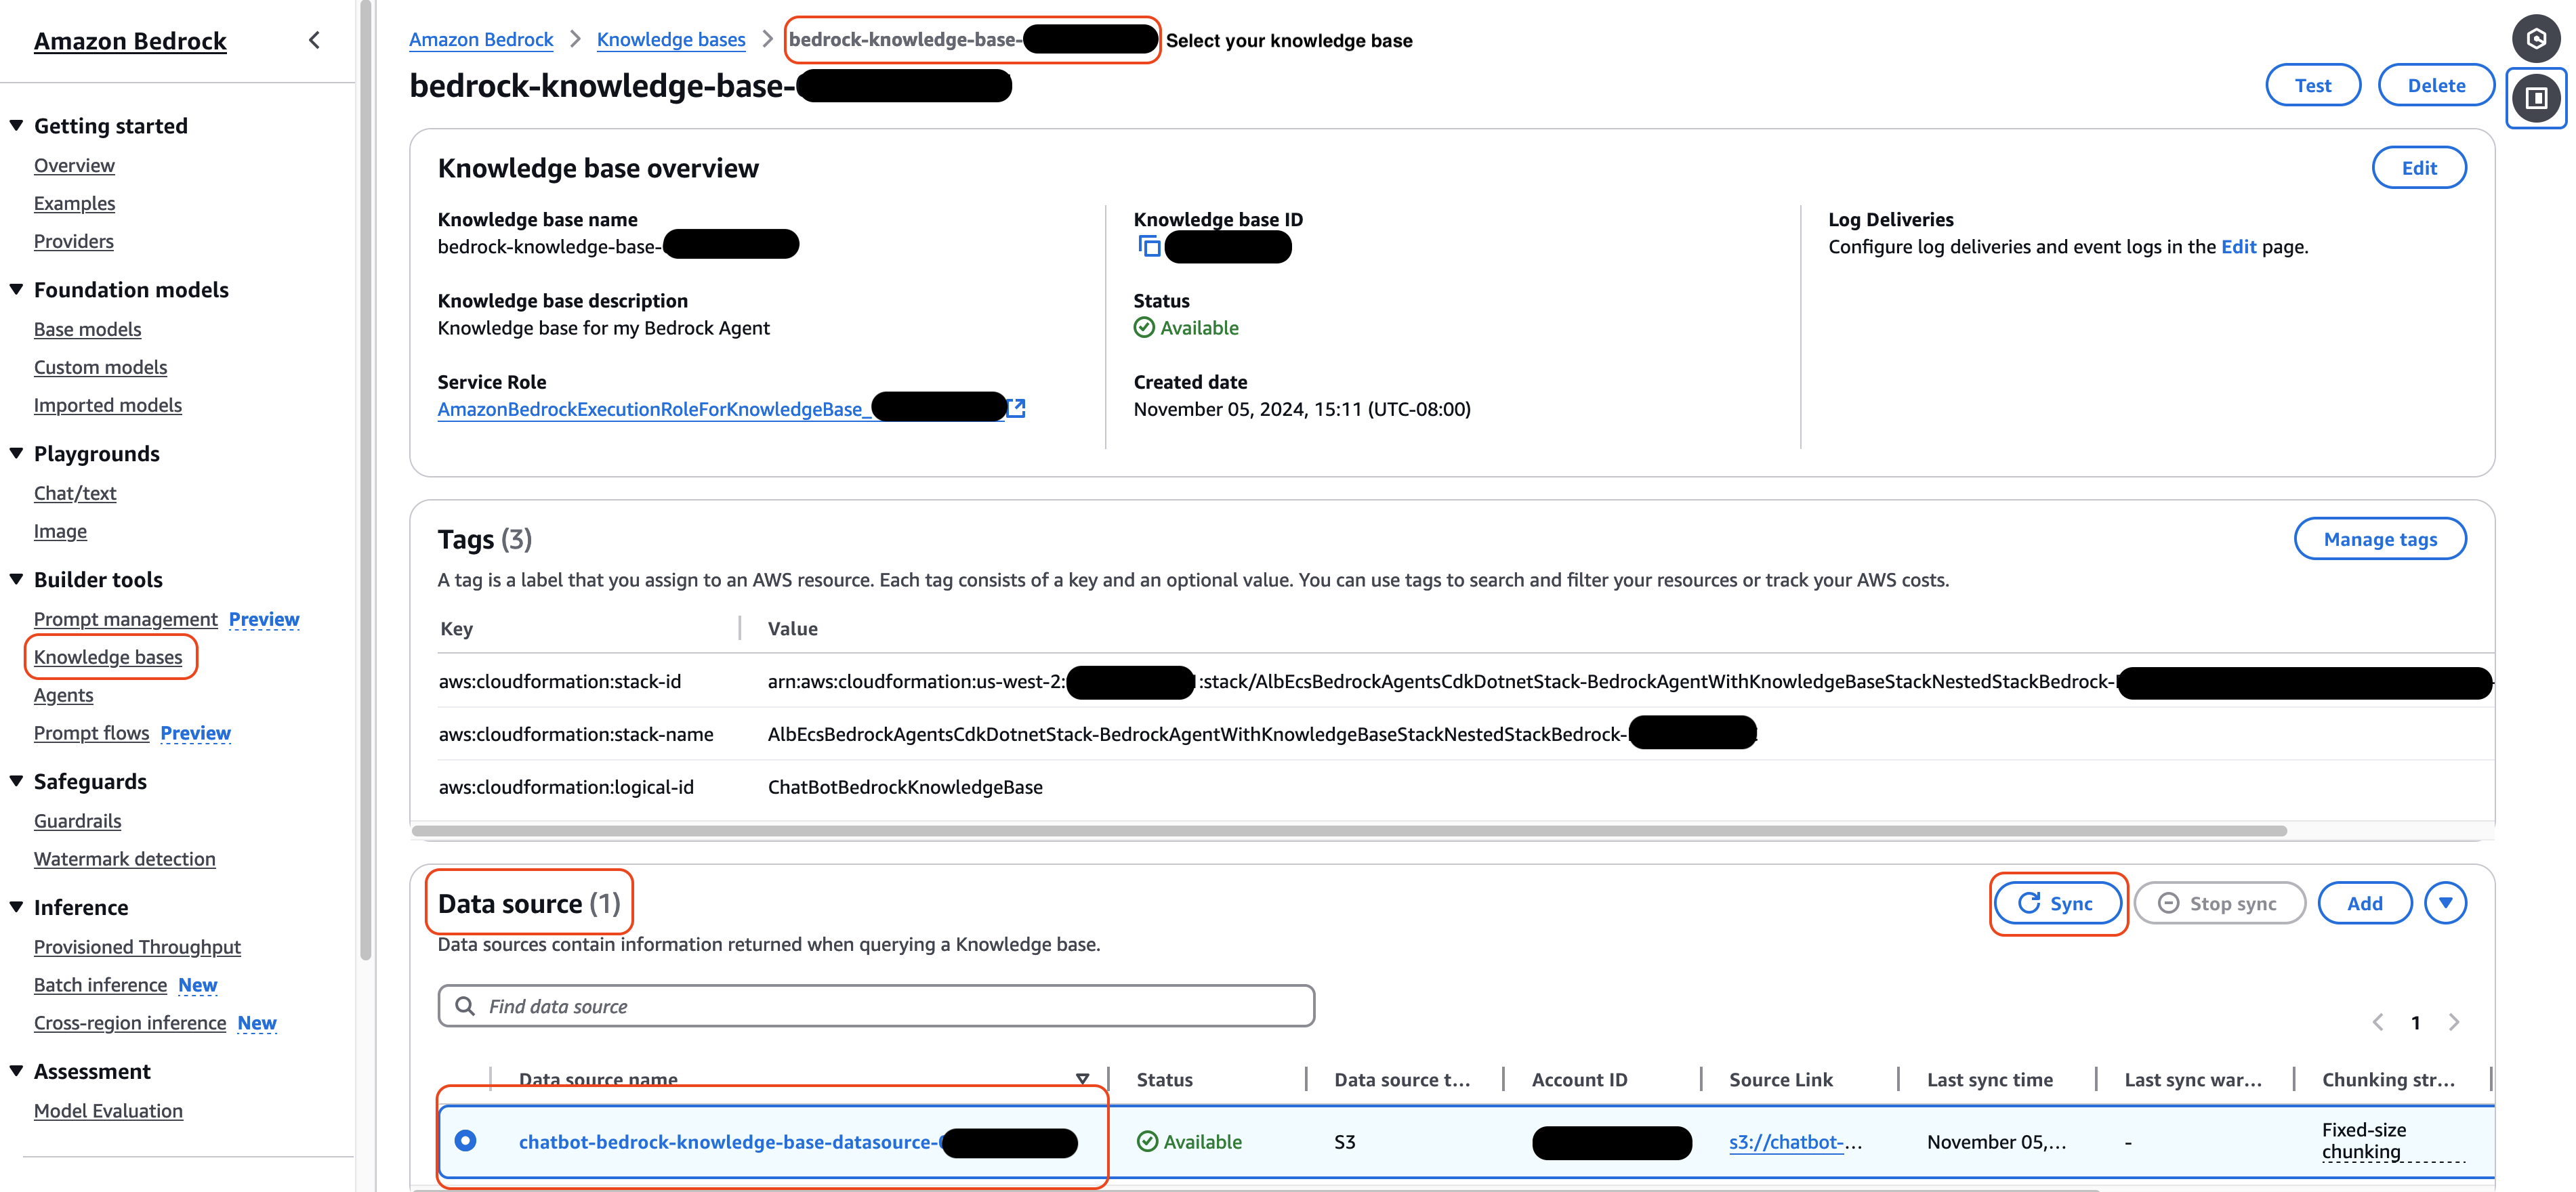 Amazon Bedrock
Getting started
Overview
Examples
Providers
Foundation models
Base models
Custom models
Imported models
Playgrounds
Chat/text
Image
Builder tools
Prompt management Preview
Knowledge bases
Agents
Prompt flows Preview
Safeguards
Guardrails
Watermark detection
Inference
Provisioned Throughput
Batch inference New
Cross-region inference New
Assessment
Model Evaluation
Amazon Bedrock > Knowledge bases > bedrock-knowledge-base- Select your knowledge base
bedrock-knowledge-base-
Test Delete
Knowledge base overview
Edit
Knowledge base name
bedrock-knowledge-base-
Knowledge base description
Knowledge base for my Bedrock Agent
Service Role
AmazonBedrockExecutionRoleForKnowledgeBase_
Knowledge base ID
Status
Available
Created date
November 05, 2024, 15:11 (UTC-08:00)
Log Deliveries
Configure log deliveries and event logs in the Edit page.
Tags (3)
Manage tags
A tag is a label that you assign to an AWS resource. Each tag consists of a key and an optional value. You can use tags to search and filter your resources or track your AWS costs.
Key Value
aws:cloudformation:stack-id arn:aws:cloudformation:us-west-2: :stack/AlbEcsBedrockAgentsCdkDotnetStack-BedrockAgentWithKnowledgeBaseStackNestedStackBedrock-
aws:cloudformation:stack-name AlbEcsBedrockAgentsCdkDotnetStack-BedrockAgentWithKnowledgeBaseStackNestedStackBedrock-
aws:cloudformation:logical-id ChatBotBedrockKnowledgeBase
Data source (1)
Sync Stop sync Add
Data sources contain information returned when querying a Knowledge base.
Find data source
1
Data source name Status Data source t... Account ID Source Link Last sync time Last sync war... Chunking str...
chatbot-bedrock-knowledge-base-datasource- Available S3 s3://chatbot-... November 05,... - Fixed-size
chunking